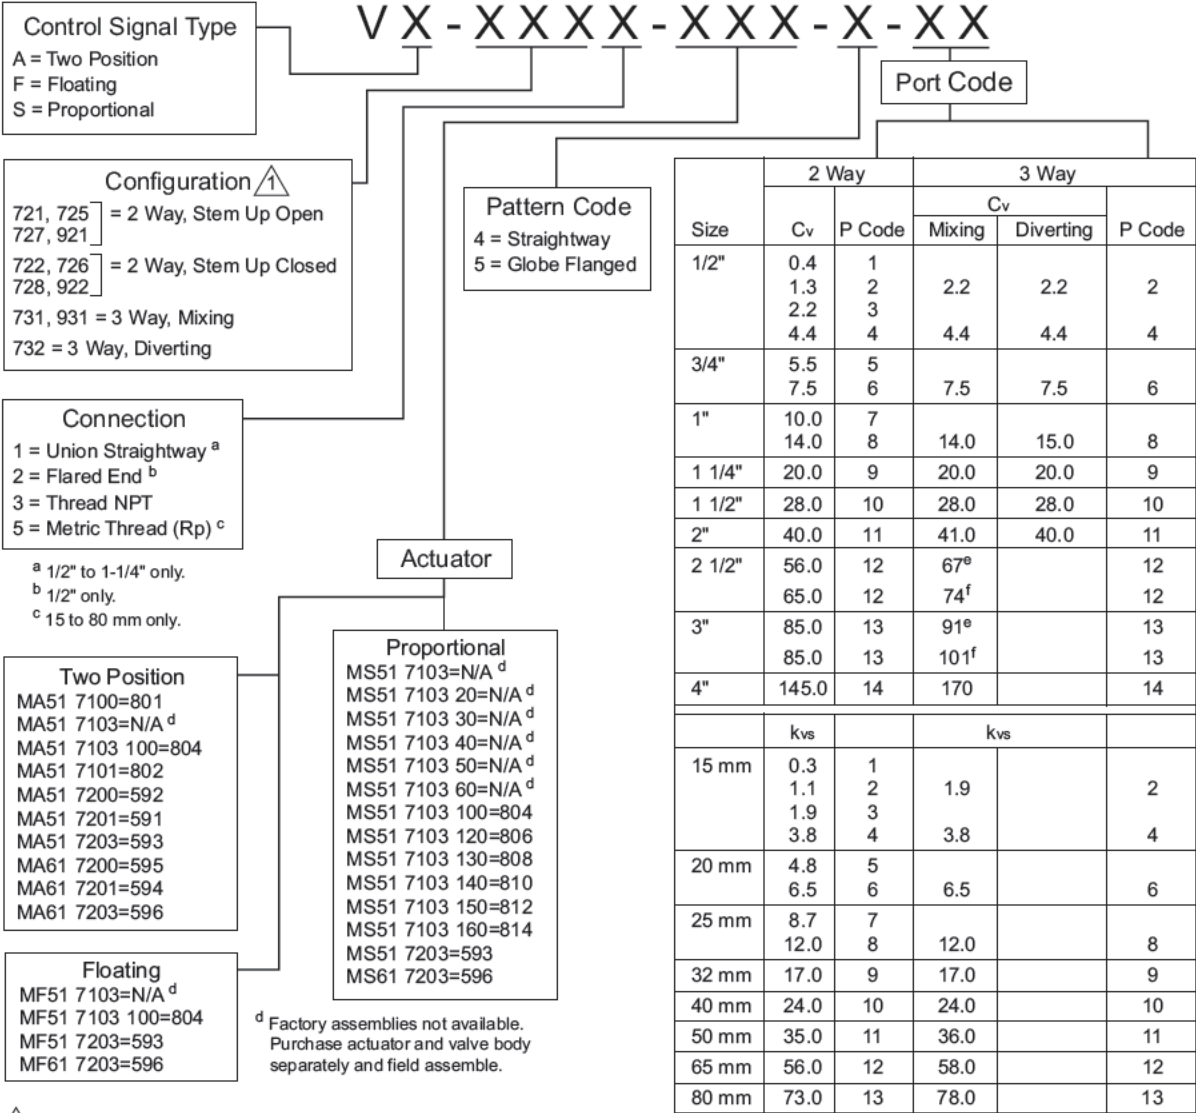 V X - X X X X - X X X - X - X X
Control Signal Type
A = Two Position
F = Floating
S = Proportional
Configuration 1
721, 725 = 2 Way, Stem Up Open
727, 921
722, 726 = 2 Way, Stem Up Closed
728, 922
731, 931 = 3 Way, Mixing
732 = 3 Way, Diverting
Connection
1 = Union Straightway a
2 = Flared End b
3 = Thread NPT
5 = Metric Thread (Rp) c
a 1/2" to 1-1/4" only.
b 1/2" only.
c 15 to 80 mm only.
Pattern Code
4 = Straightway
5 = Globe Flanged
Actuator
Two Position
MA51 7100=801
MA51 7103=N/A d
MA51 7103 100=804
MA51 7101=802
MA51 7200=592
MA51 7201=591
MA51 7203=593
MA61 7200=595
MA61 7201=594
MA61 7203=596
Floating
MF51 7103=N/A d
MF51 7103 100=804
MF51 7203=593
MF61 7203=596
Proportional
MS51 7103=N/A d
MS51 7103 20=N/A d
MS51 7103 30=N/A d
MS51 7103 40=N/A d
MS51 7103 50=N/A d
MS51 7103 60=N/A d
MS51 7103 100=804
MS51 7103 120=806
MS51 7103 130=808
MS51 7103 140=810
MS51 7103 150=812
MS51 7103 160=814
MS51 7203=593
MS61 7203=596
d Factory assemblies not available.
Purchase actuator and valve body
separately and field assemble.
Port Code
2 Way 3 Way
Cv
Size Cv P Code Mixing Diverting P Code
1/2" 0.4 1
1.3 2 2.2 2.2 2
2.2 3
4.4 4 4.4 4.4 4
3/4" 5.5 5
7.5 6 7.5 7.5 6
1" 10.0 7
14.0 8 14.0 15.0 8
1 1/4" 20.0 9 20.0 20.0 9
1 1/2" 28.0 10 28.0 28.0 10
2" 40.0 11 41.0 40.0 11
2 1/2" 56.0 12 67e 12
65.0 12 74f 12
3" 85.0 13 91e 13
85.0 13 101f 13
4" 145.0 14 170 14
kvs kvs
15 mm 0.3 1
1.1 2 1.9 2
1.9 3
3.8 4 3.8 4
20 mm 4.8 5
6.5 6 6.5 6
25 mm 8.7 7
12.0 8 12.0 8
32 mm 17.0 9 17.0 9
40 mm 24.0 10 24.0 10
50 mm 35.0 11 36.0 11
65 mm 56.0 12 58.0 12
80 mm 73.0 13 78.0 13